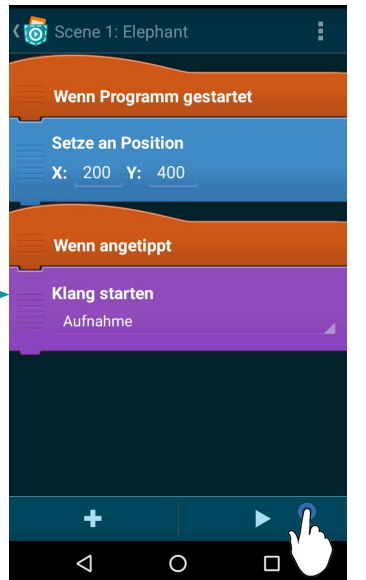 Scene 1: Elephant
Wenn Programm gestartet
Setze an Position
X: 200 Y: 400
Wenn angetippt
Klang starten
Aufnahme